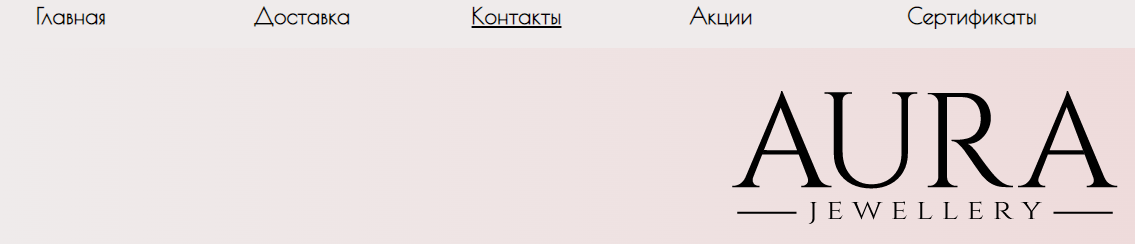 Главная Доставка Контакты Акции Сертификаты
AURA
JEWELLERY